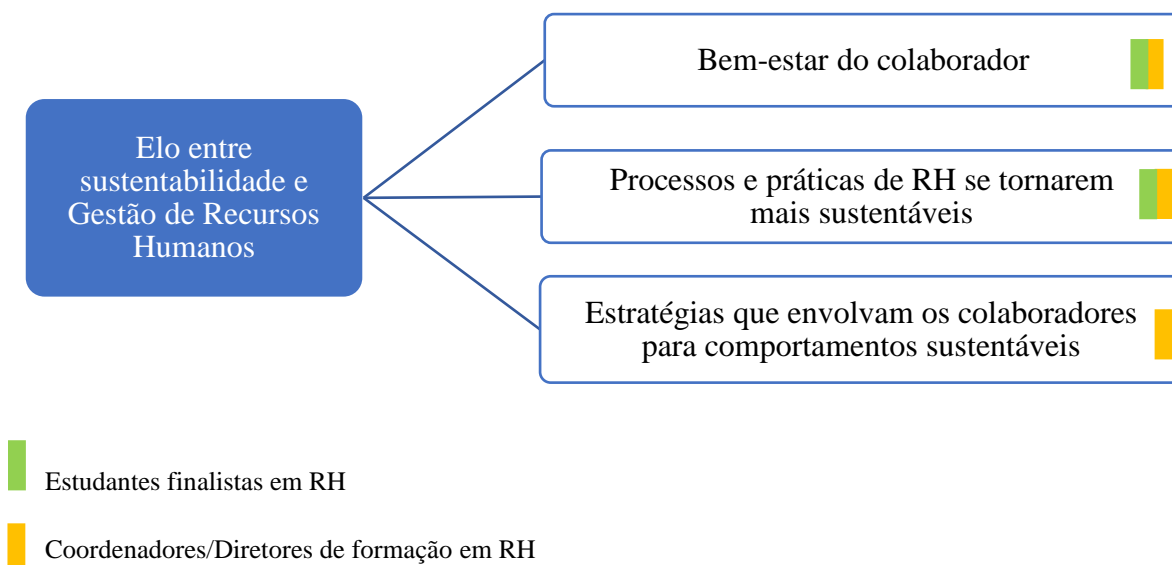 Elo entre
sustentabilidade e
Gestão de Recursos
Humanos
Bem-estar do colaborador
Processos e práticas de RH se tornarem
mais sustentáveis
Estratégias que envolvam os colaboradores
para comportamentos sustentáveis
Estudantes finalistas em RH
Coordenadores/Diretores de formação em RH